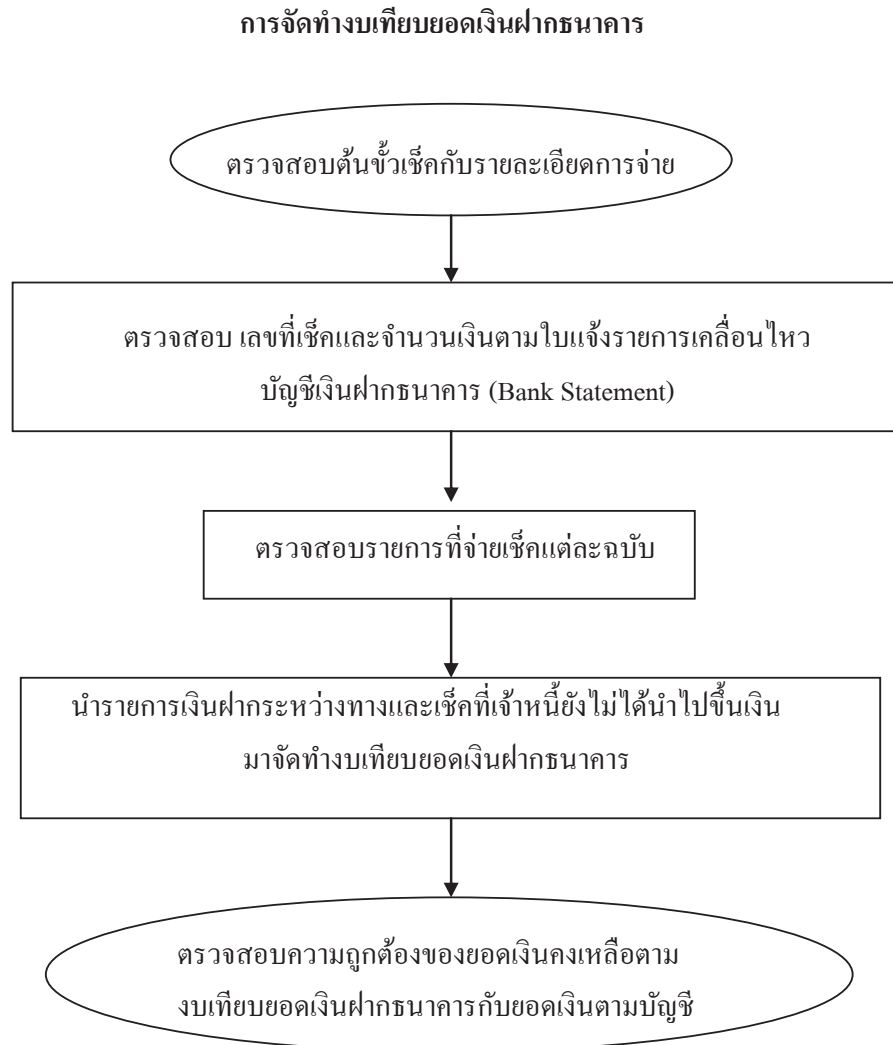 การจัดทำงบเทียบยอดเงินฝากธนาคาร
ตรวจสอบต้นขั้วเช็คกับรายละเอียดการจ่าย
ตรวจสอบ เลขที่เช็คและจำนวนเงินตามใบแจ้งรายการเคลื่อนไหว
บัญชีเงินฝากธนาคาร (Bank Statement)
ตรวจสอบรายการที่จ่ายเช็คแต่ละฉบับ
นำรายการเงินฝากระหว่างทางและเช็คที่เจ้าหนี้ยังไม่ได้นำไปขึ้นเงิน
มาจัดทำงบเทียบยอดเงินฝากธนาคาร
ตรวจสอบความถูกต้องของยอดเงินคงเหลือตาม
งบเทียบยอดเงินฝากธนาคารกับยอดเงินตามบัญชี